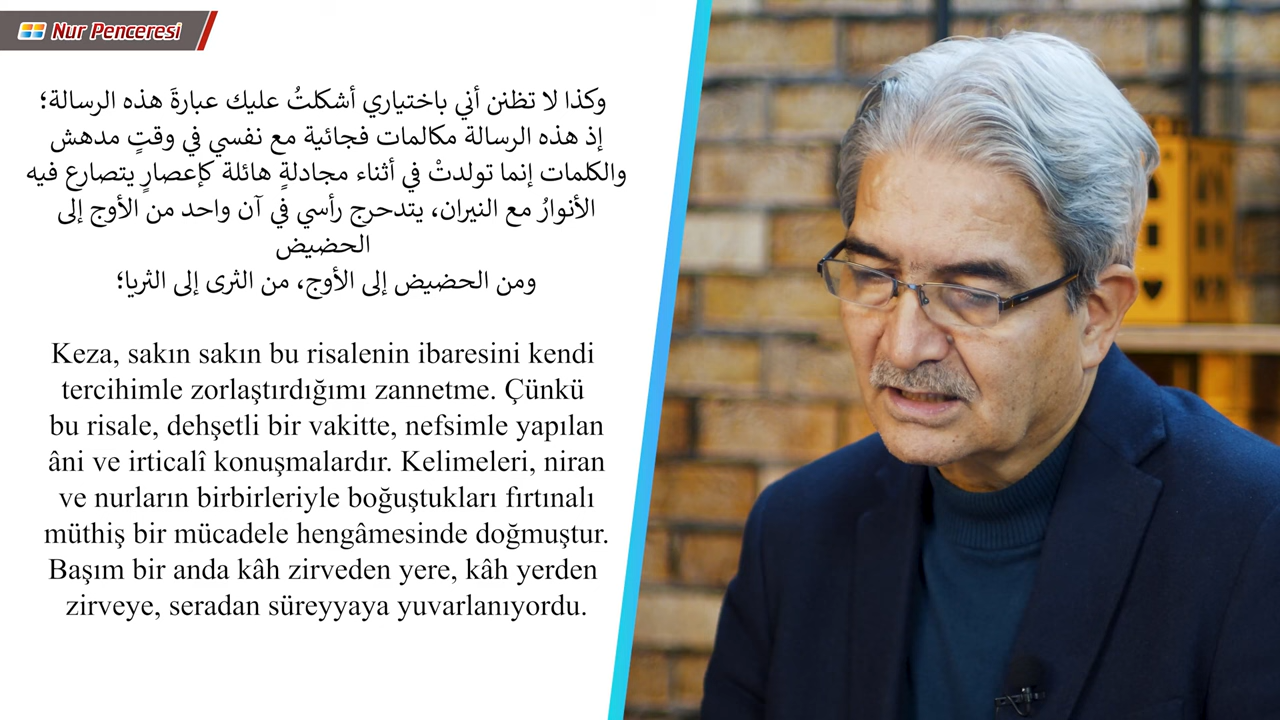 Nur Penceresi
وكذا لا تظنن أني باختياري أشكلتُ عليك عبارةَ هذه الرسالة؛
إذ هذه الرسالة مكالمات فجائية مع نفسي في وقتٍ مدهش
والكلمات إنما تولدتْ في أثناء مجادلةٍ هائلة كإعصارٍ يتصارع فيه
الأنوارُ مع النيران، يتدحرج رأسي في آن واحد من الأوج إلى
الحضيض
ومن الحضيض إلى الأوج، من الثرى إلى الثريا؛
Keza, sakın sakın bu risalenin ibaresini kendi
tercihimle zorlaştırdığımı zannetme. Çünkü
bu risale, dehşetli bir vakitte, nefsimle yapılan
âni ve irticalî konuşmalardır. Kelimeleri, niran
ve nurların birbirleriyle boğuştukları fırtınalı
müthiş bir mücadele hengâmesinde doğmuştur.
Başım bir anda kâh zirveden yere, kâh yerden
zirveye, seradan süreyyaya yuvarlanıyordu.